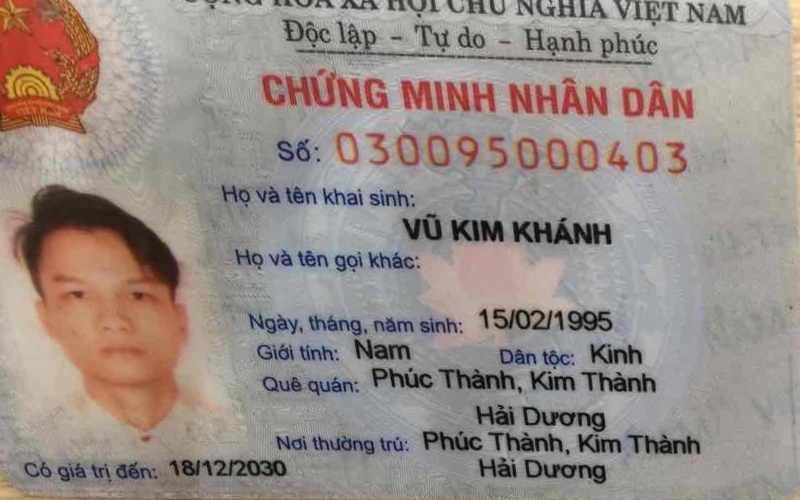 CỘNG HÒA XÃ HỘI CHỦ NGHĨA VIỆT NAM
Độc lập - Tự do - Hạnh phúc
CHỨNG MINH NHÂN DÂN
Số: 030095000403
Họ và tên khai sinh:
VŨ KIM KHÁNH
Họ và tên gọi khác:
Ngày, tháng, năm sinh: 15/02/1995
Giới tính: Nam Dân tộc: Kinh
Quê quán: Phúc Thành, Kim Thành
Hải Dương
Nơi thường trú: Phúc Thành, Kim Thành
Hải Dương
Có giá trị đến: 18/12/2030